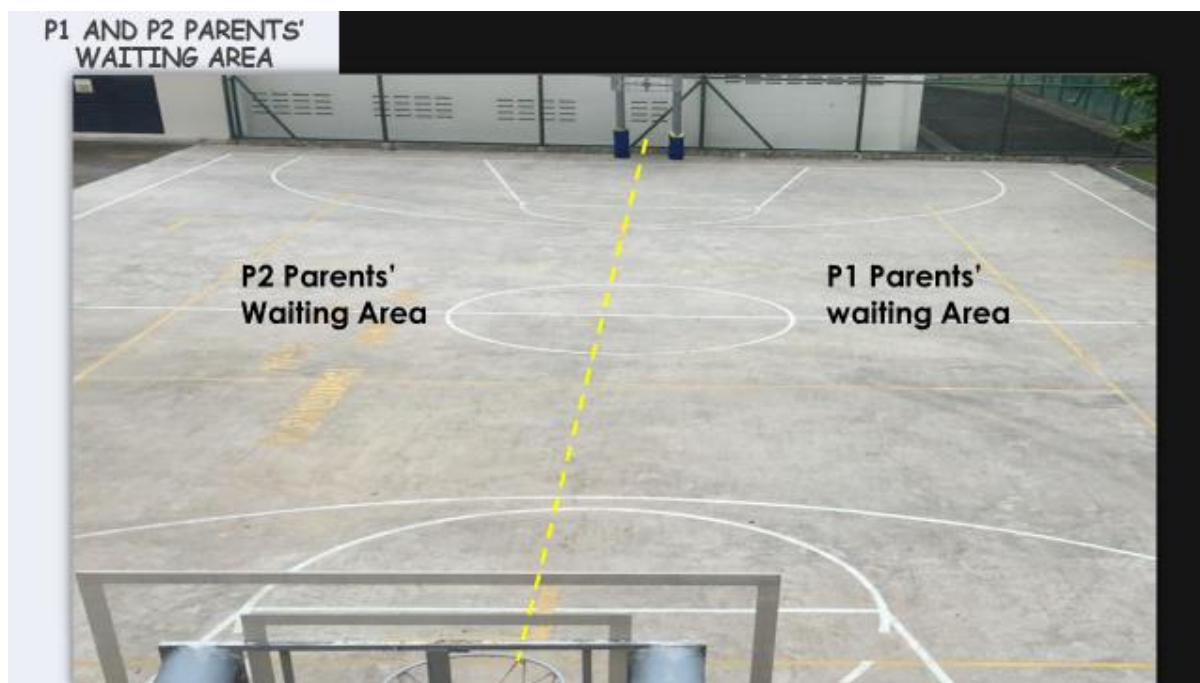 P1 AND P2 PARENTS'
WAITING AREA
P2 Parents'
Waiting Area
P1 Parents'
waiting Area